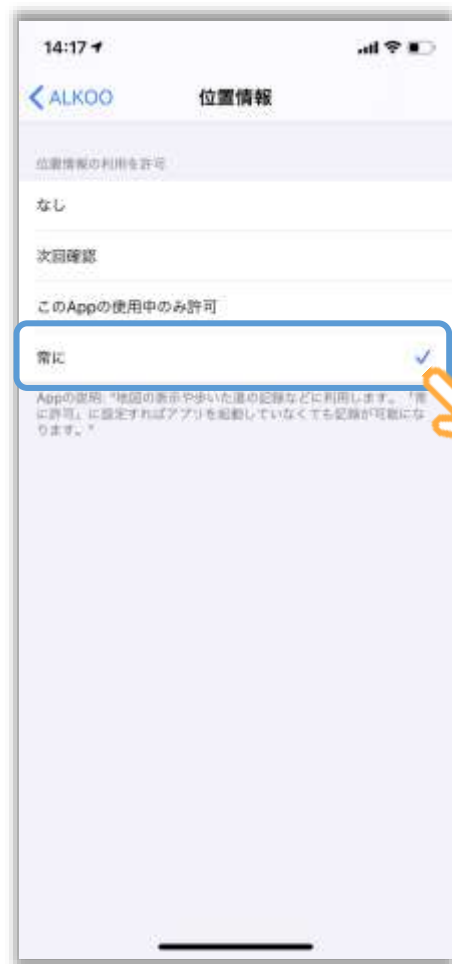 14:17
ALKOO
位置情報
位置情報の利用を許可
なし
次回確認
このAppの使用中のみ許可
常に
Appの説明: "地図の表示や歩いた道の記録などに利用します。「常
に許可」に設定すればアプリを起動していなくても記録が可能にな
ります。"